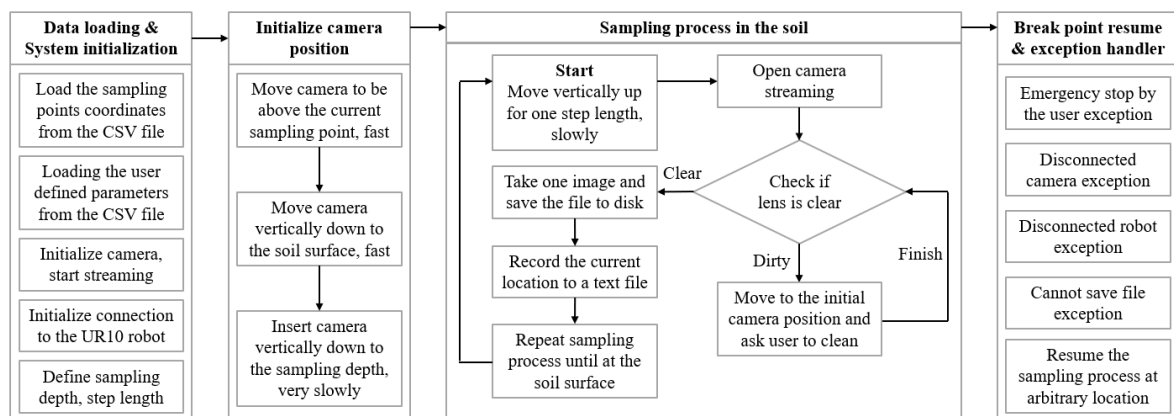 Data loading &
System initialization
Load the sampling
points coordinates
from the CSV file
Loading the user
defined parameters
from the CSV file
Initialize camera,
start streaming
Initialize connection
to the UR10 robot
Define sampling
depth, step length
Initialize camera
position
Move camera to be
above the current
sampling point, fast
Move camera
vertically down to
the soil surface, fast
Insert camera
vertically down to
the sampling depth,
very slowly
Sampling process in the soil
Start
Move vertically up
for one step length,
slowly
Open camera
streaming
Check if
lens is clear
Clear
Take one image and
save the file to disk
Record the current
location to a text file
Repeat sampling
process until at the
soil surface
Dirty
Move to the initial
camera position and
ask user to clean
Finish
Break point resume
& exception handler
Emergency stop by
the user exception
Disconnected
camera exception
Disconnected robot
exception
Cannot save file
exception
Resume the
sampling process at
arbitrary location